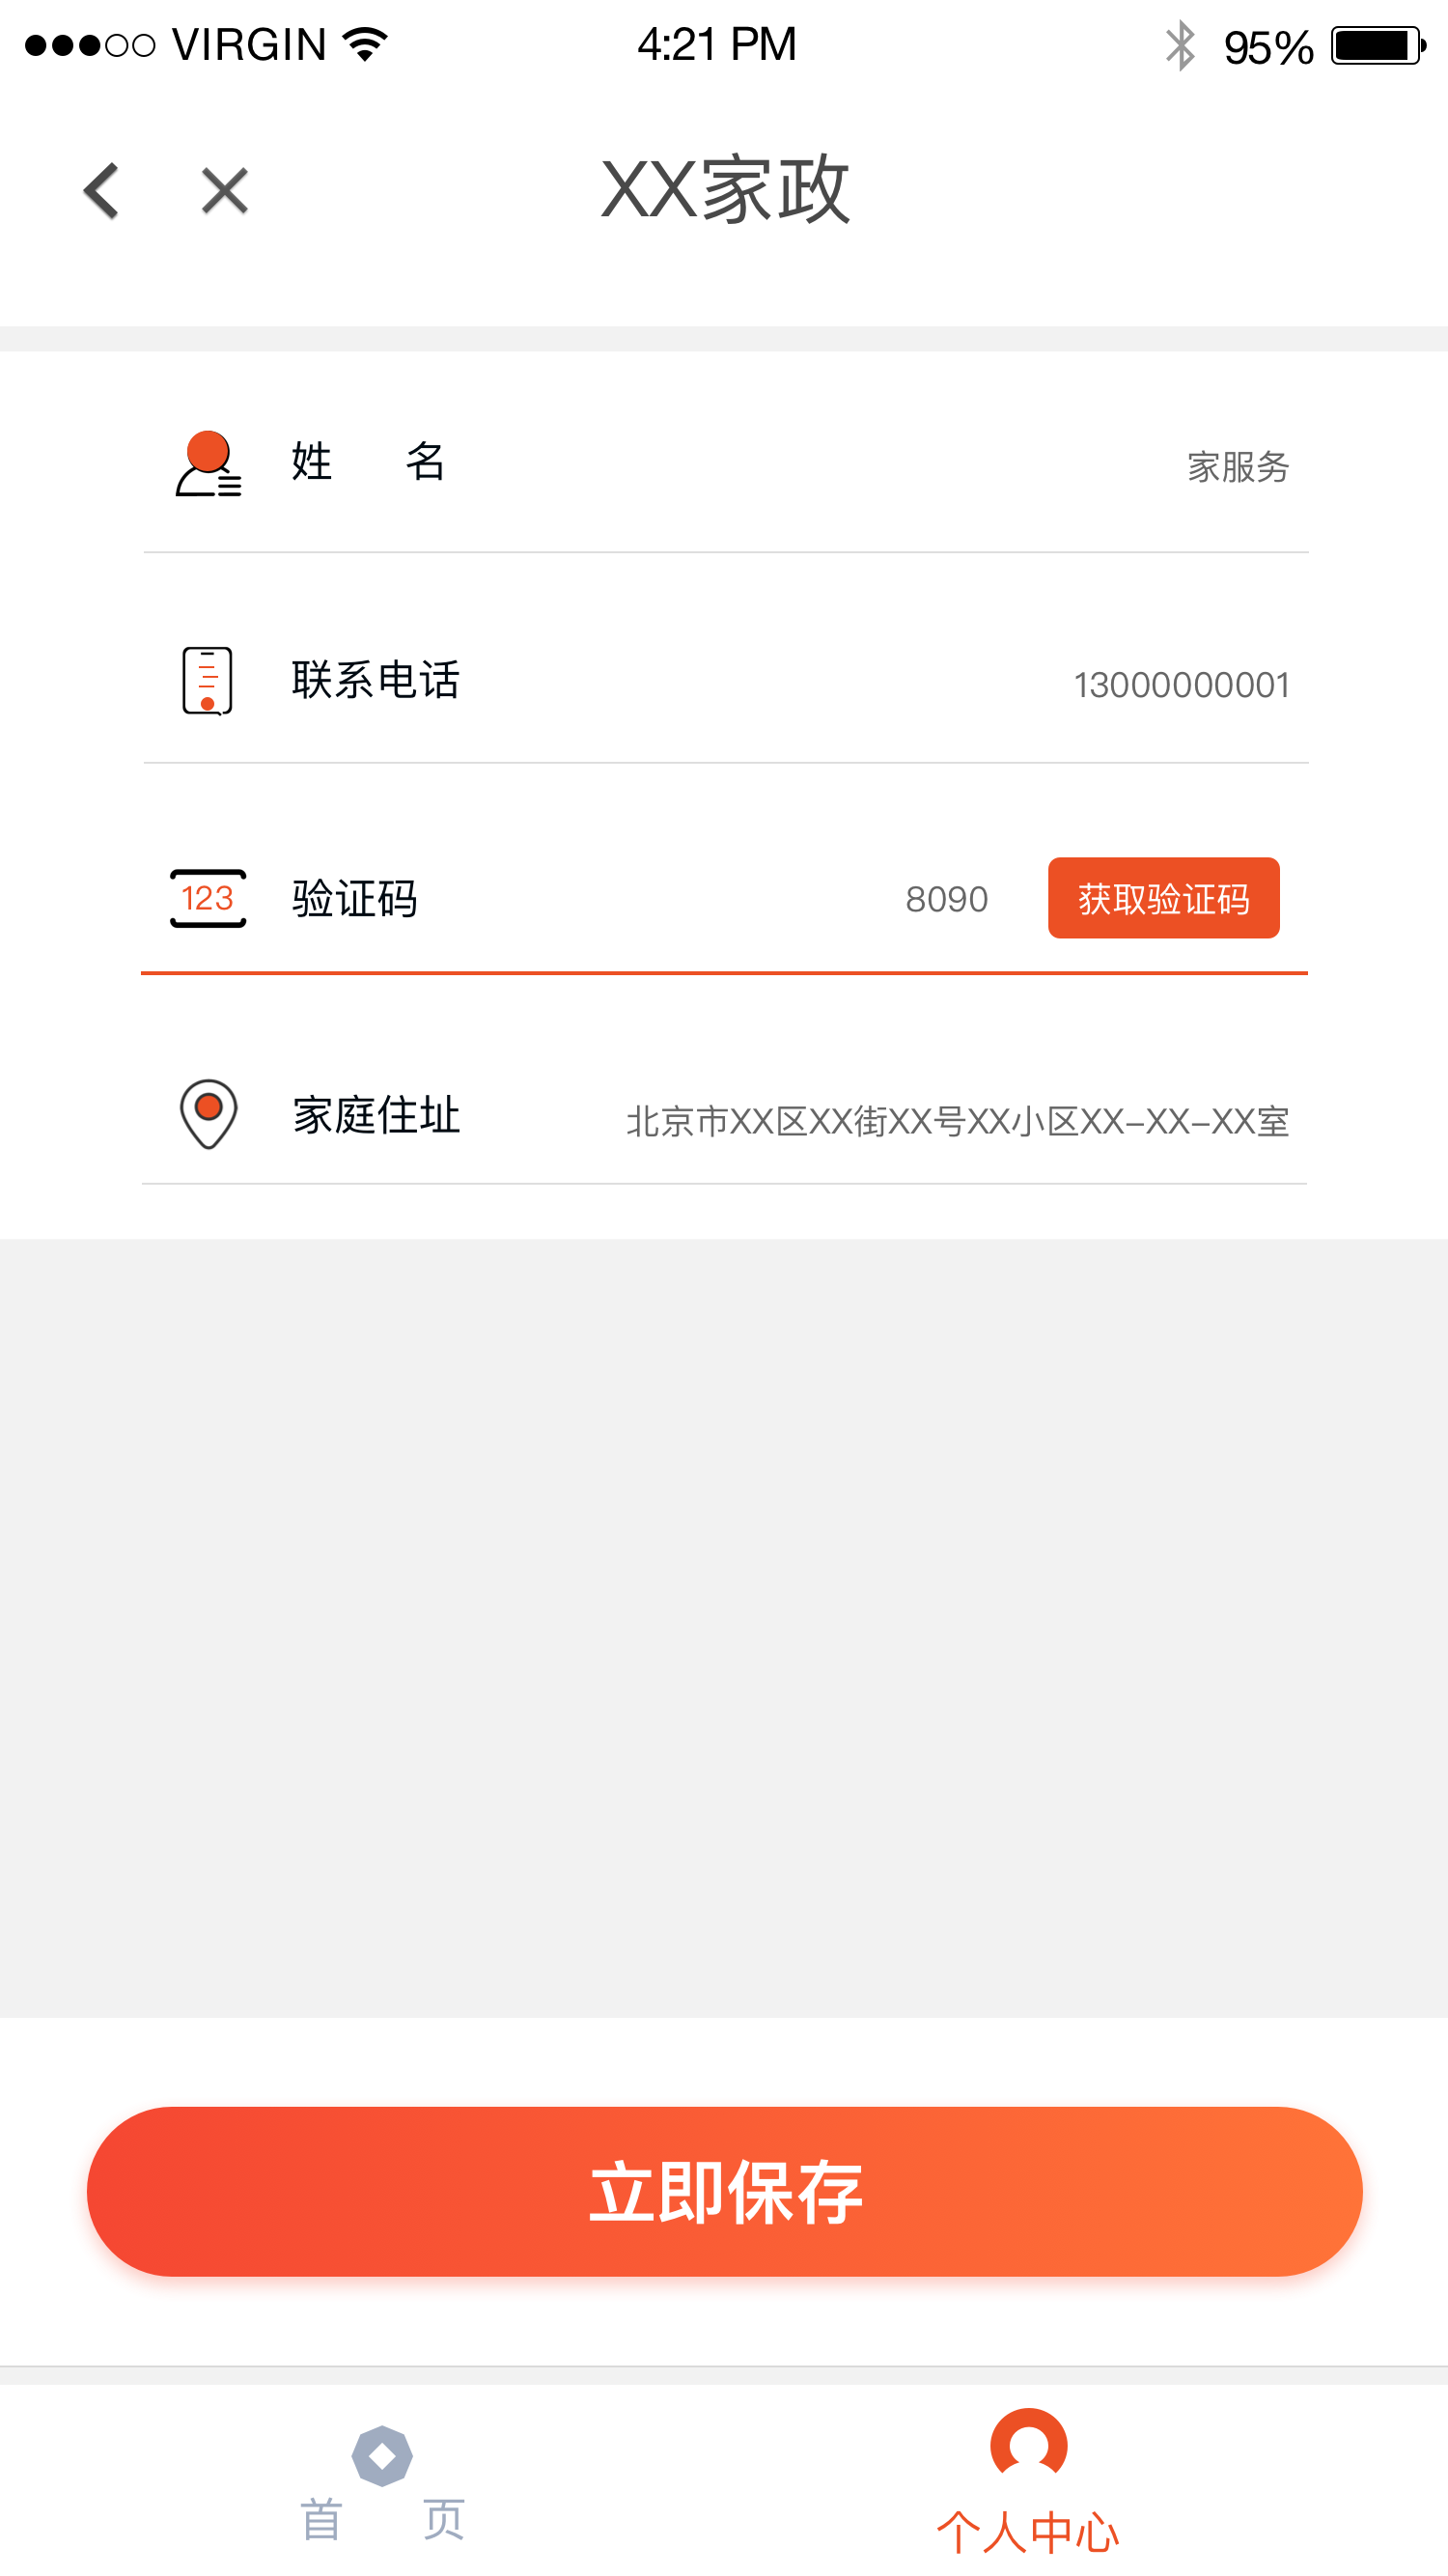 VIRGIN 4:21 PM 95%
XX家政
姓 名 家服务
联系电话 13000000001
123 验证码 8090 获取验证码
家庭住址 北京市XX区XX街XX号XX小区XX-XX-XX室
立即保存
首 页 个人中心